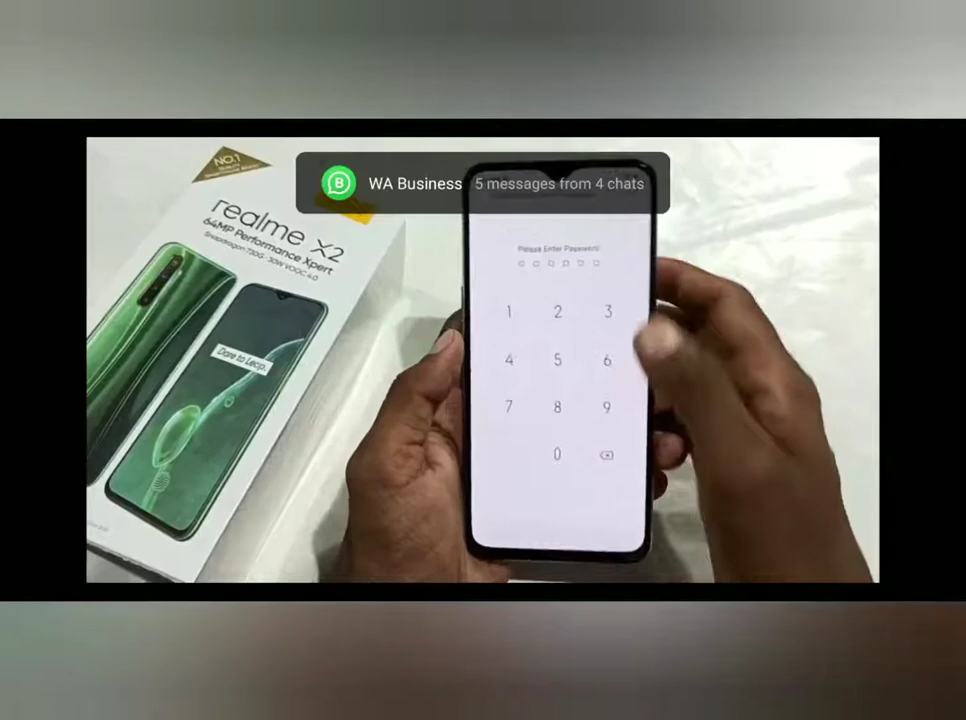 NO.1
WA Business 5 messages from 4 chats
realme X2
64MP Performance Xpert
Snapdragon 730G · 30W VOOC 4.0
Dare to Leap.
Please Enter Password
1 2 3
4 5 6
7 8 9
0